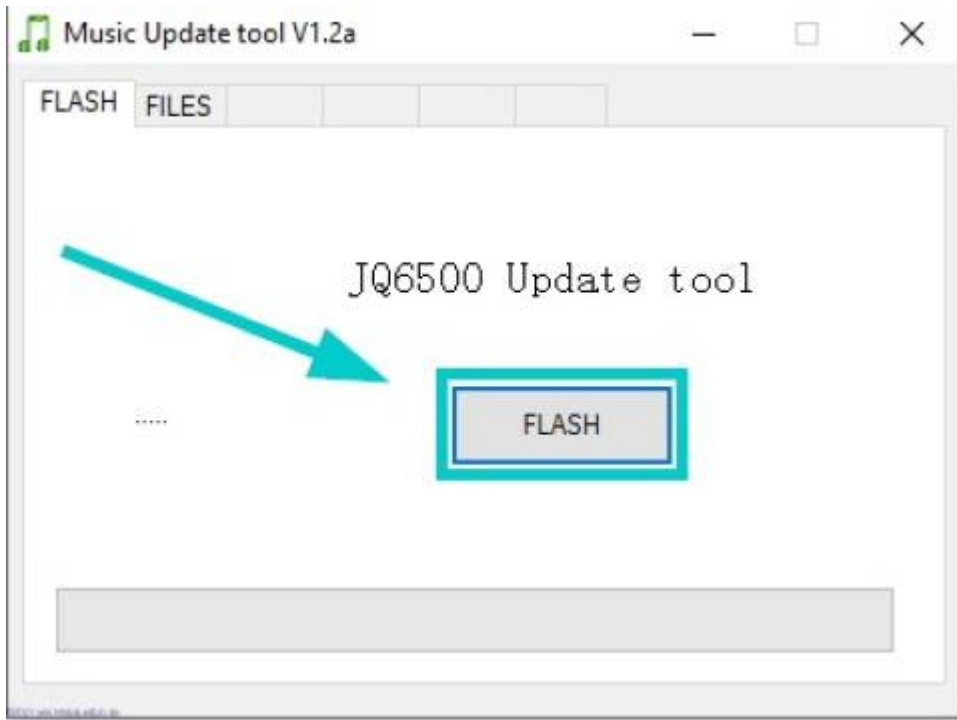 Music Update tool V1.2a
FLASH FILES
JQ6500 Update tool
.....
FLASH